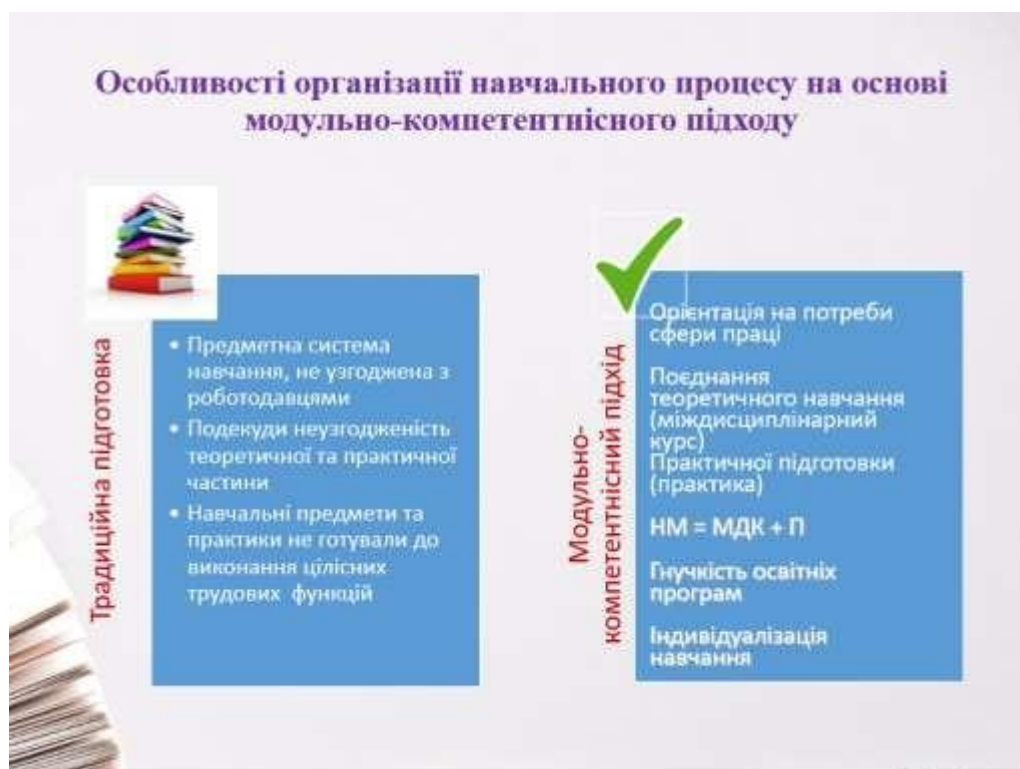 Особливості організації навчального процесу на основі
модульно-компетентнісного підходу
Традиційна підготовка
• Предметна система
навчання, не узгоджена з
роботодавцями
• Подекуди неузгодженість
теоретичної та практичної
частини
• Навчальні предмети та
практики не готували до
виконання цілісних
трудових функцій
Модульно-
компетентнісний підхід
Орієнтація на потреби
сфери праці
Поєднання
теоретичного навчання
(міждисциплінарний
курс)
Практичної підготовки
(практика)
НМ = МДК + П
Гнучкість освітніх
програм
Індивідуалізація
навчання